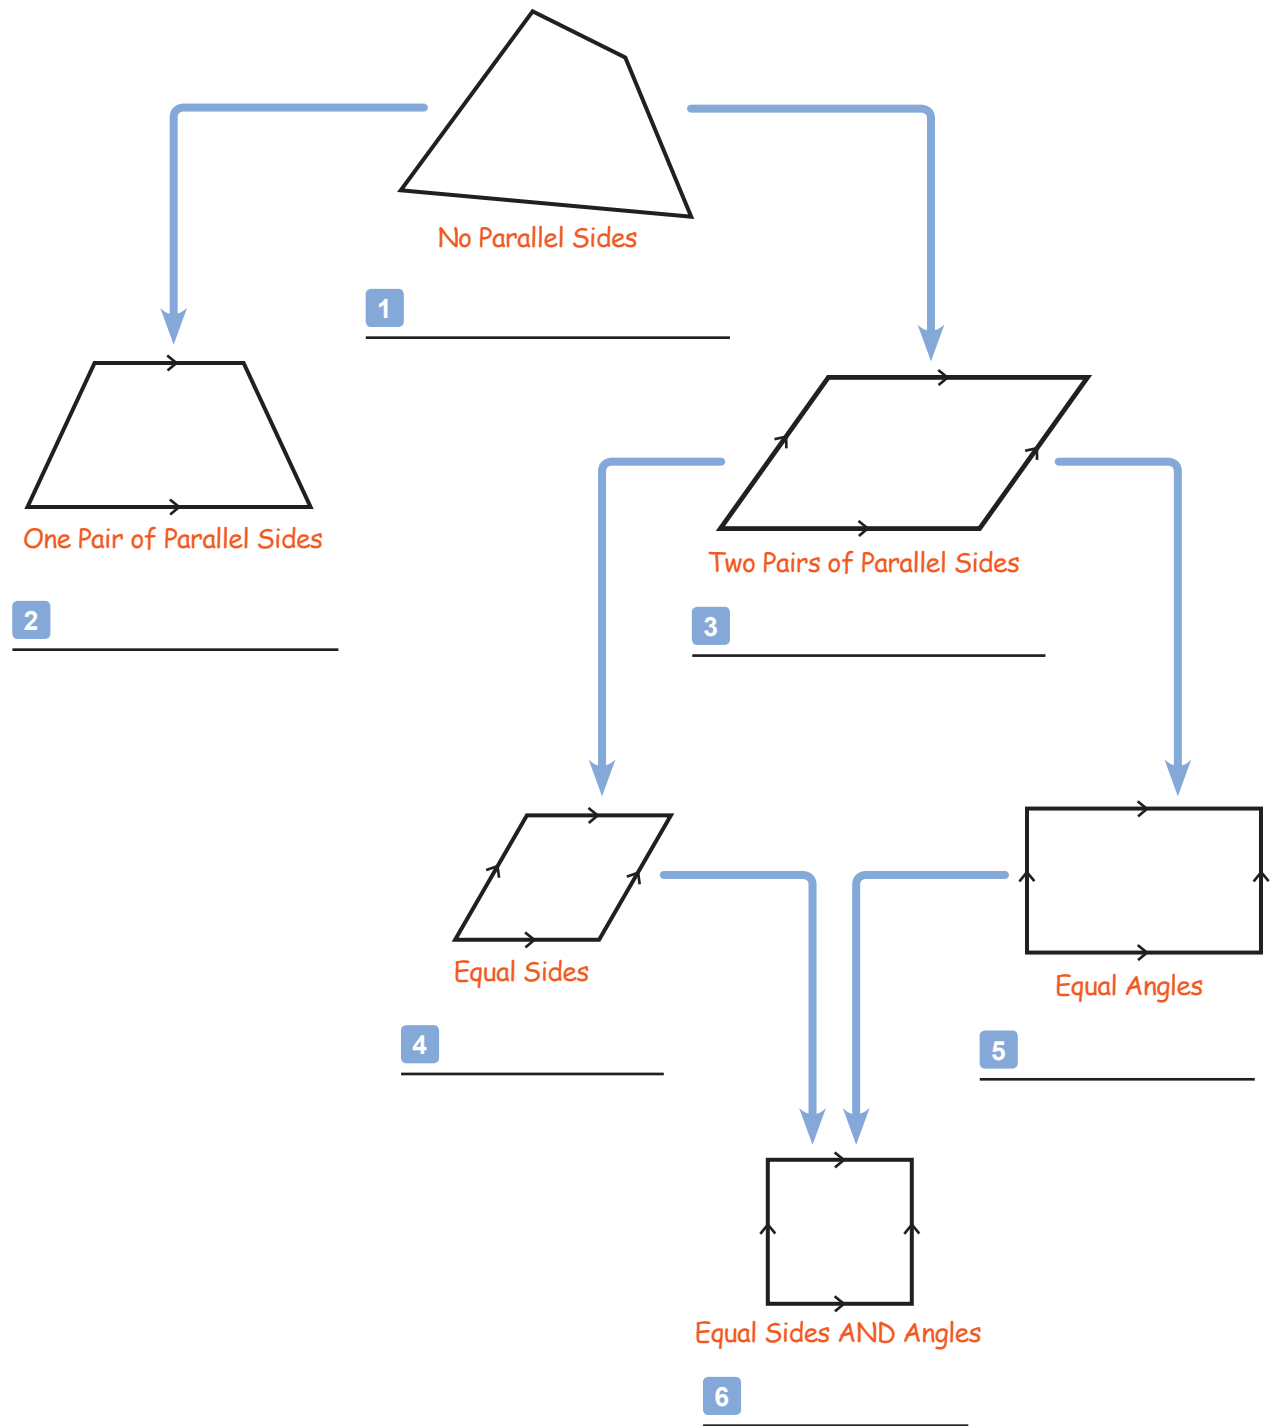 No Parallel Sides
1
One Pair of Parallel Sides
2
Two Pairs of Parallel Sides
3
Equal Sides
4
Equal Angles
5
Equal Sides AND Angles
6